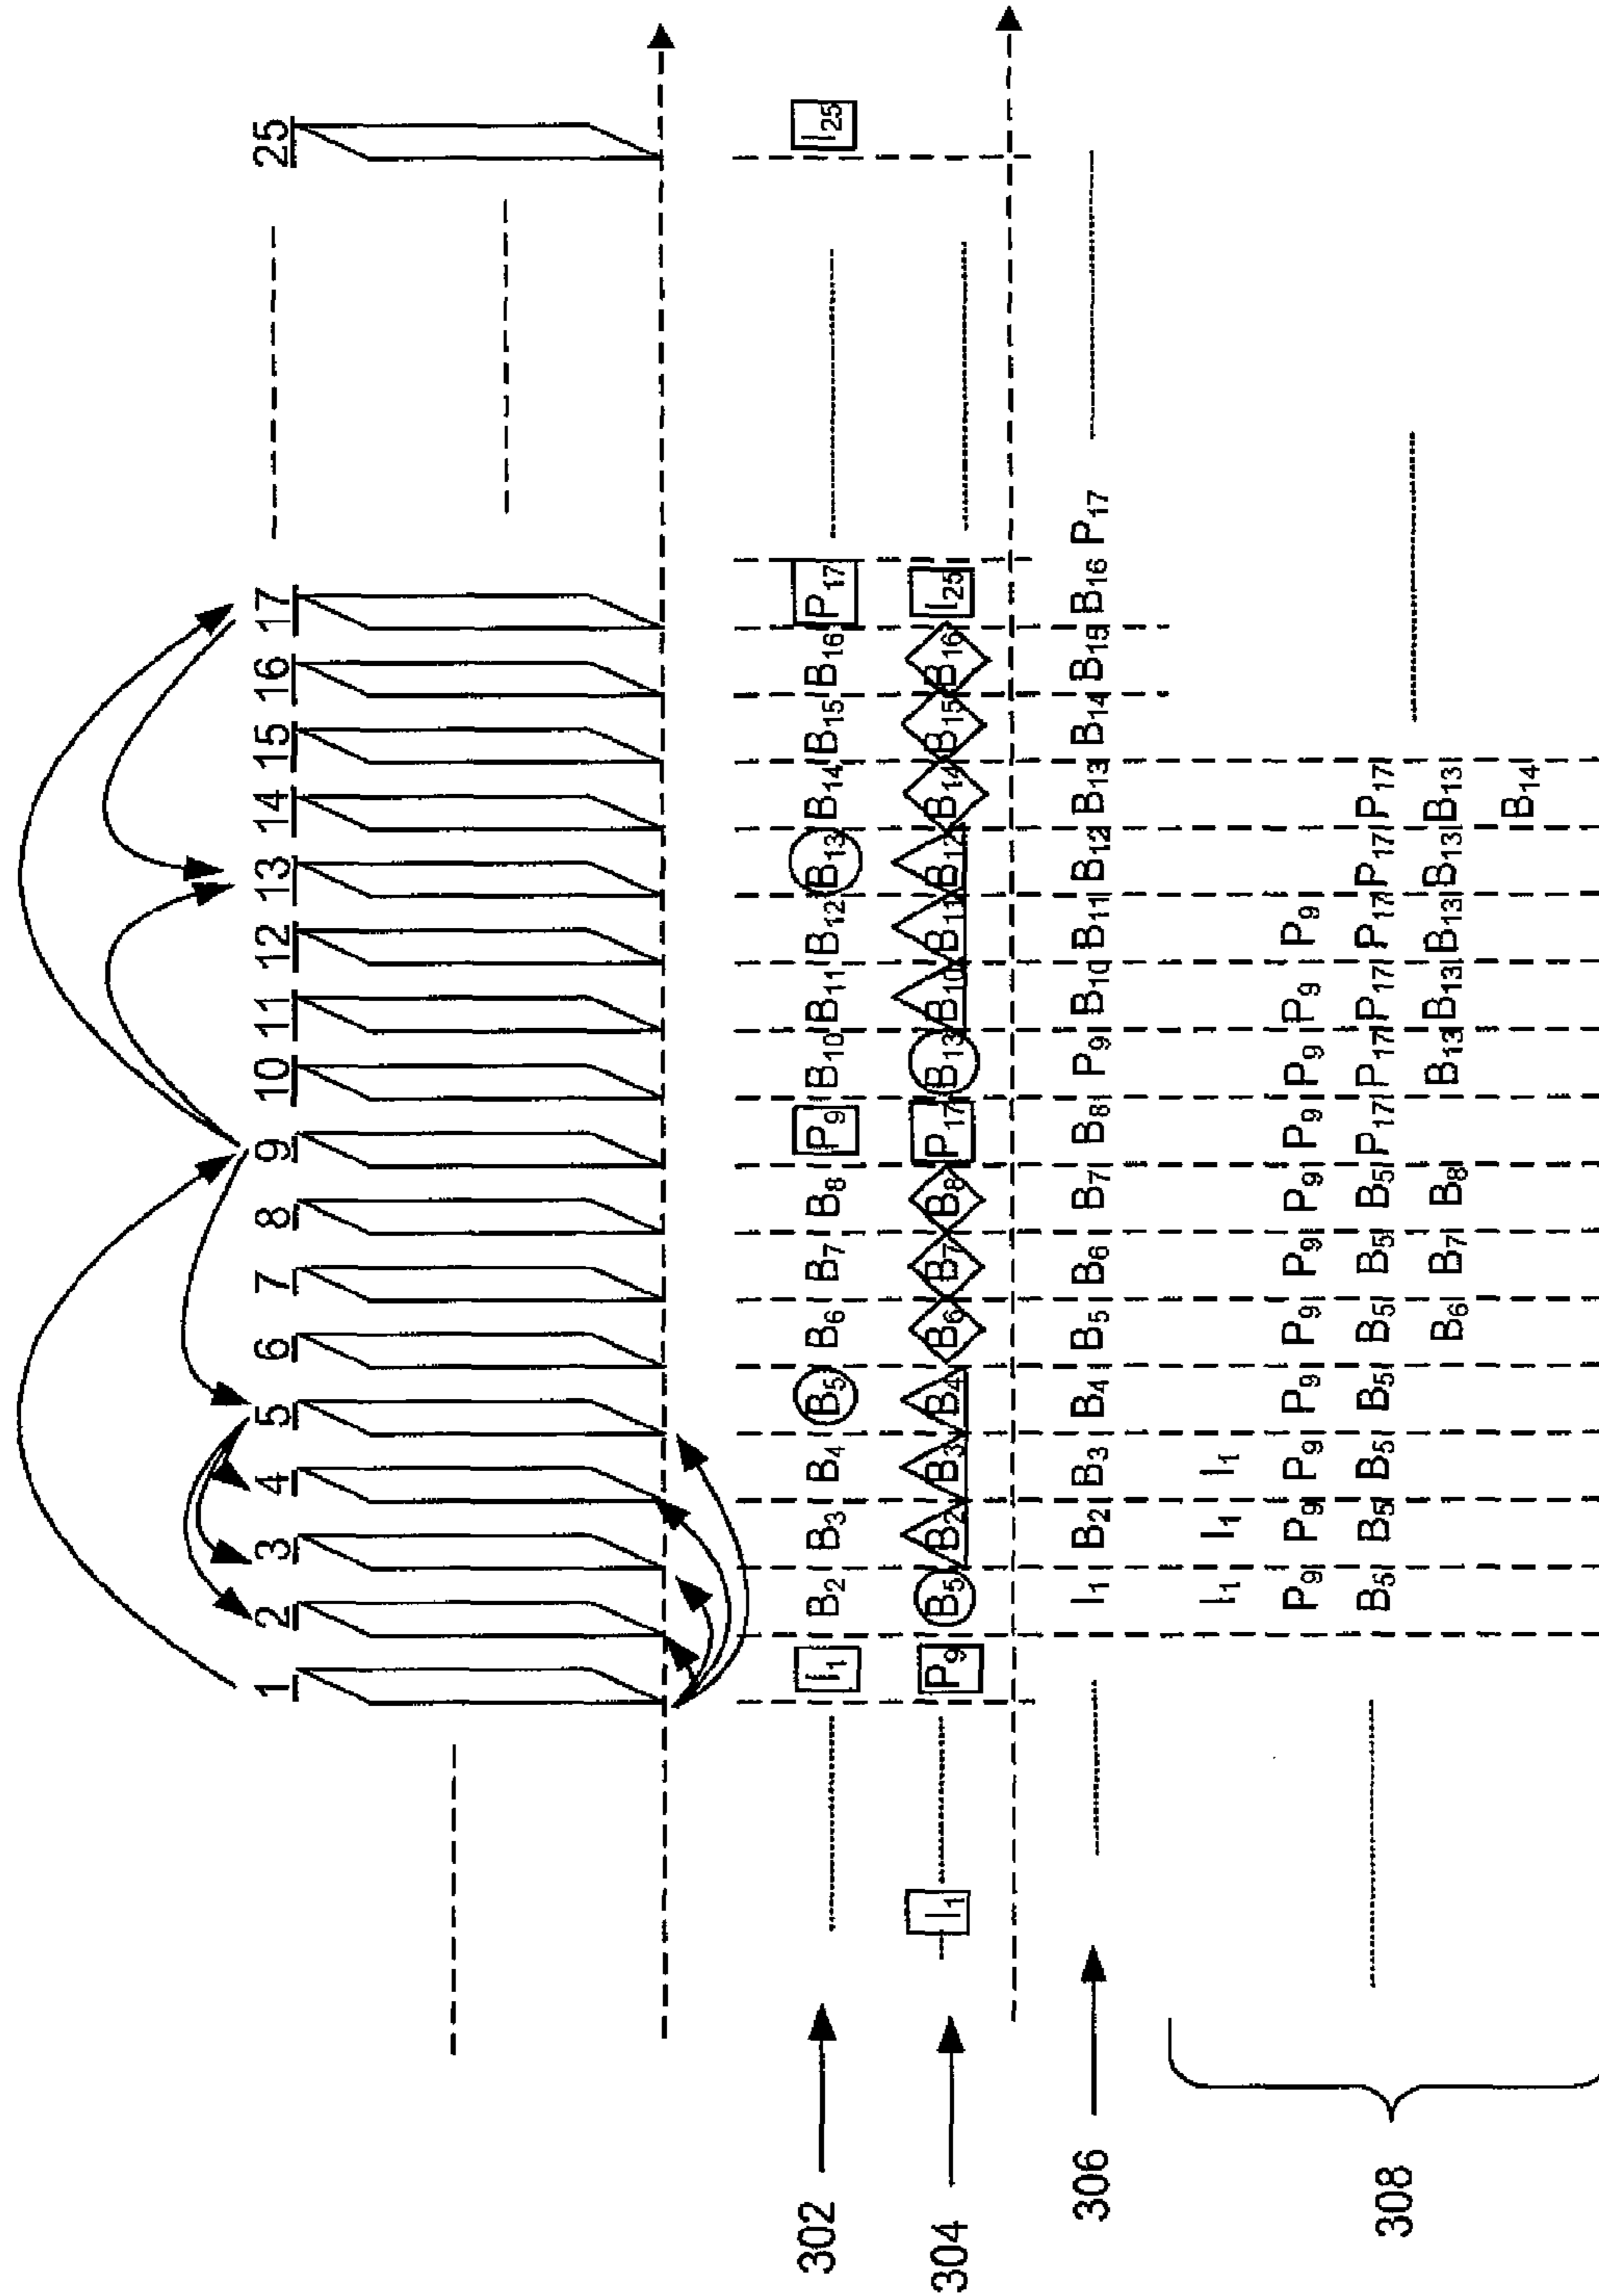 1 2 3 4 5 6 7 8 9 10 11 12 13 14 15 16 17 25
302 I₁ B₂ B₃ B₄ B₅ B₆ B₇ B₈ P₉ B₁₀ B₁₁ B₁₂ B₁₃ B₁₄ B₁₅ B₁₆ P₁₇ I₂₅
304 I₁ P₉ B₅ B₂ B₃ B₄ B₆ B₇ B₈ P₁₇ B₁₃ B₁₀ B₁₁ B₁₂ B₁₄ B₁₅ B₁₆ I₂₅
306 I₁ B₂ B₃ B₄ B₅ B₆ B₇ B₈ P₉ B₁₀ B₁₁ B₁₂ B₁₃ B₁₄ B₁₅ B₁₆ P₁₇
308
I₁ I₁ I₁
P₉ P₉ P₉ P₉ P₉ P₉ P₉ P₉ P₉ P₉ P₉
B₅ B₅ B₅ B₅ B₅ B₅ B₅ P₁₇ P₁₇ P₁₇ P₁₇ P₁₇ P₁₇
B₆ B₇ B₈ B₁₃ B₁₃ B₁₃ B₁₃ B₁₃
B₁₄